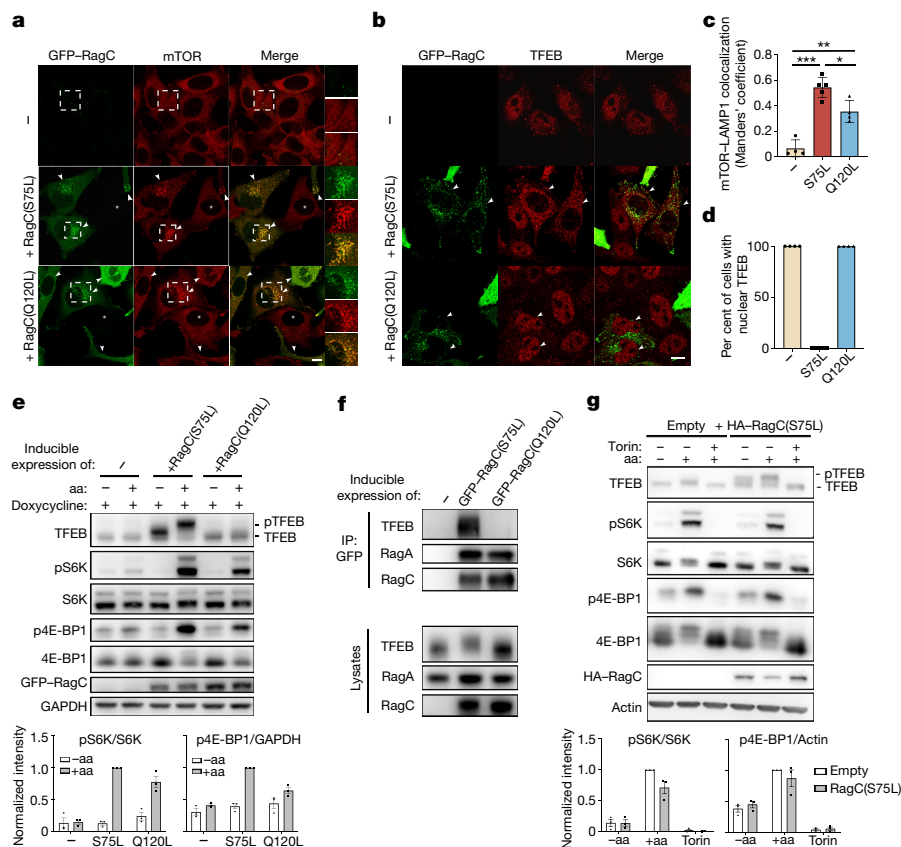 a
GFP–RagC mTOR Merge
–
+ RagC(S75L)
+ RagC(Q120L)
*
*
*
*
*
*
b
GFP–RagC TFEB Merge
–
+ RagC(S75L)
+ RagC(Q120L)
c
mTOR–LAMP1 colocalization
(Manders' coefficient)
0.8
0.6
0.4
0.2
0
**
*** *
– S75L Q120L
d
Per cent of cells with
nuclear TFEB
100
50
0
– S75L Q120L
e
Inducible
expression of: – +RagC(S75L) +RagC(Q120L)
aa: – + – + – +
Doxycycline: + + + + + +
TFEB
- pTFEB
- TFEB
pS6K
S6K
p4E-BP1
4E-BP1
GFP–RagC
GAPDH
Normalized intensity
pS6K/S6K
1.5
1.0
0.5
0
–aa
+aa
– S75L Q120L
p4E-BP1/GAPDH
–aa
+aa
– S75L Q120L
f
Inducible
expression of: – GFP–RagC(S75L) GFP–RagC(Q120L)
IP:
GFP
TFEB
RagA
RagC
Lysates
TFEB
RagA
RagC
g
Empty + HA–RagC(S75L)
Torin: – – + – – +
aa: – + + – + +
TFEB
- pTFEB
- TFEB
pS6K
S6K
p4E-BP1
4E-BP1
HA–RagC
Actin
Normalized intensity
pS6K/S6K
1.5
1.0
0.5
0
–aa +aa Torin
p4E-BP1/Actin
–aa +aa Torin
Empty
RagC(S75L)